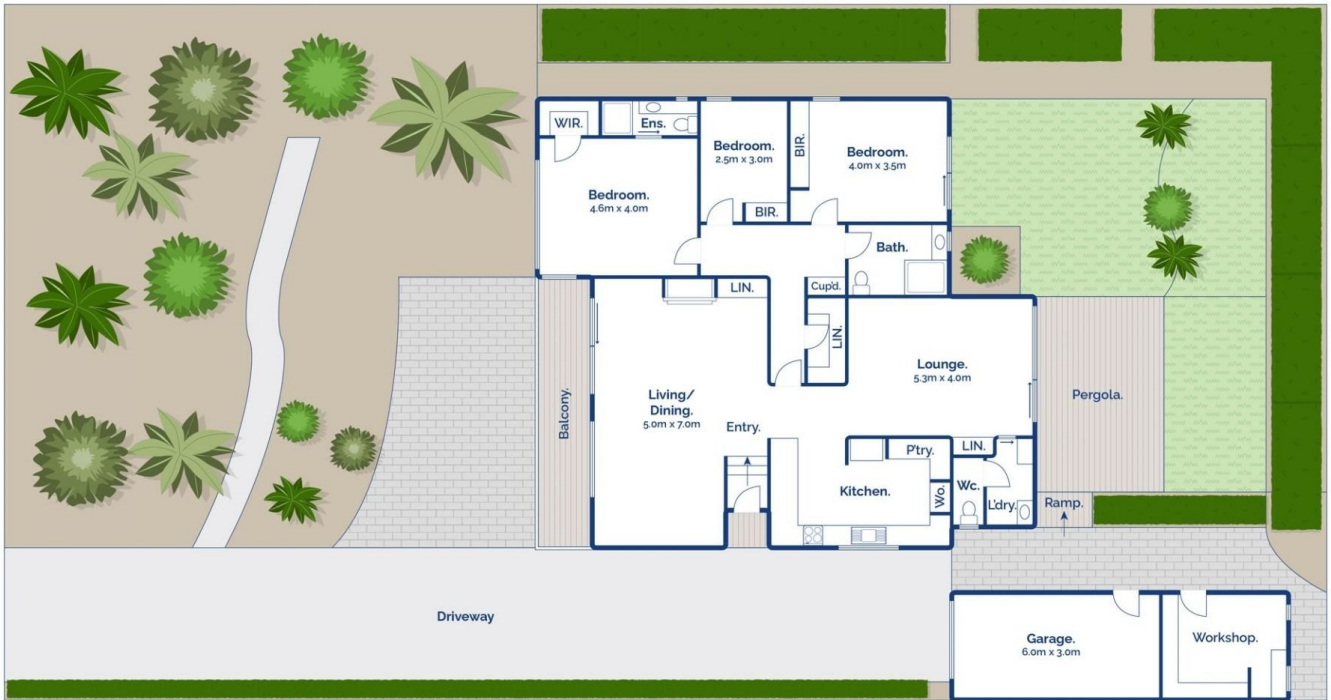 WIR.
Ens.
Bedroom.
2.5m x 3.0m
BIR.
BIR.
Bedroom.
4.0m x 3.5m
Bedroom.
4.6m x 4.0m
Bath.
LIN.
Cup'd.
LIN.
Lounge.
5.3m x 4.0m
Balcony.
Living/
Dining.
5.0m x 7.0m
Entry.
Pergola.
P'try.
LIN.
Kitchen.
Wo.
Wc.
L'dry.
Ramp.
Driveway
Garage.
6.0m x 3.0m
Workshop.